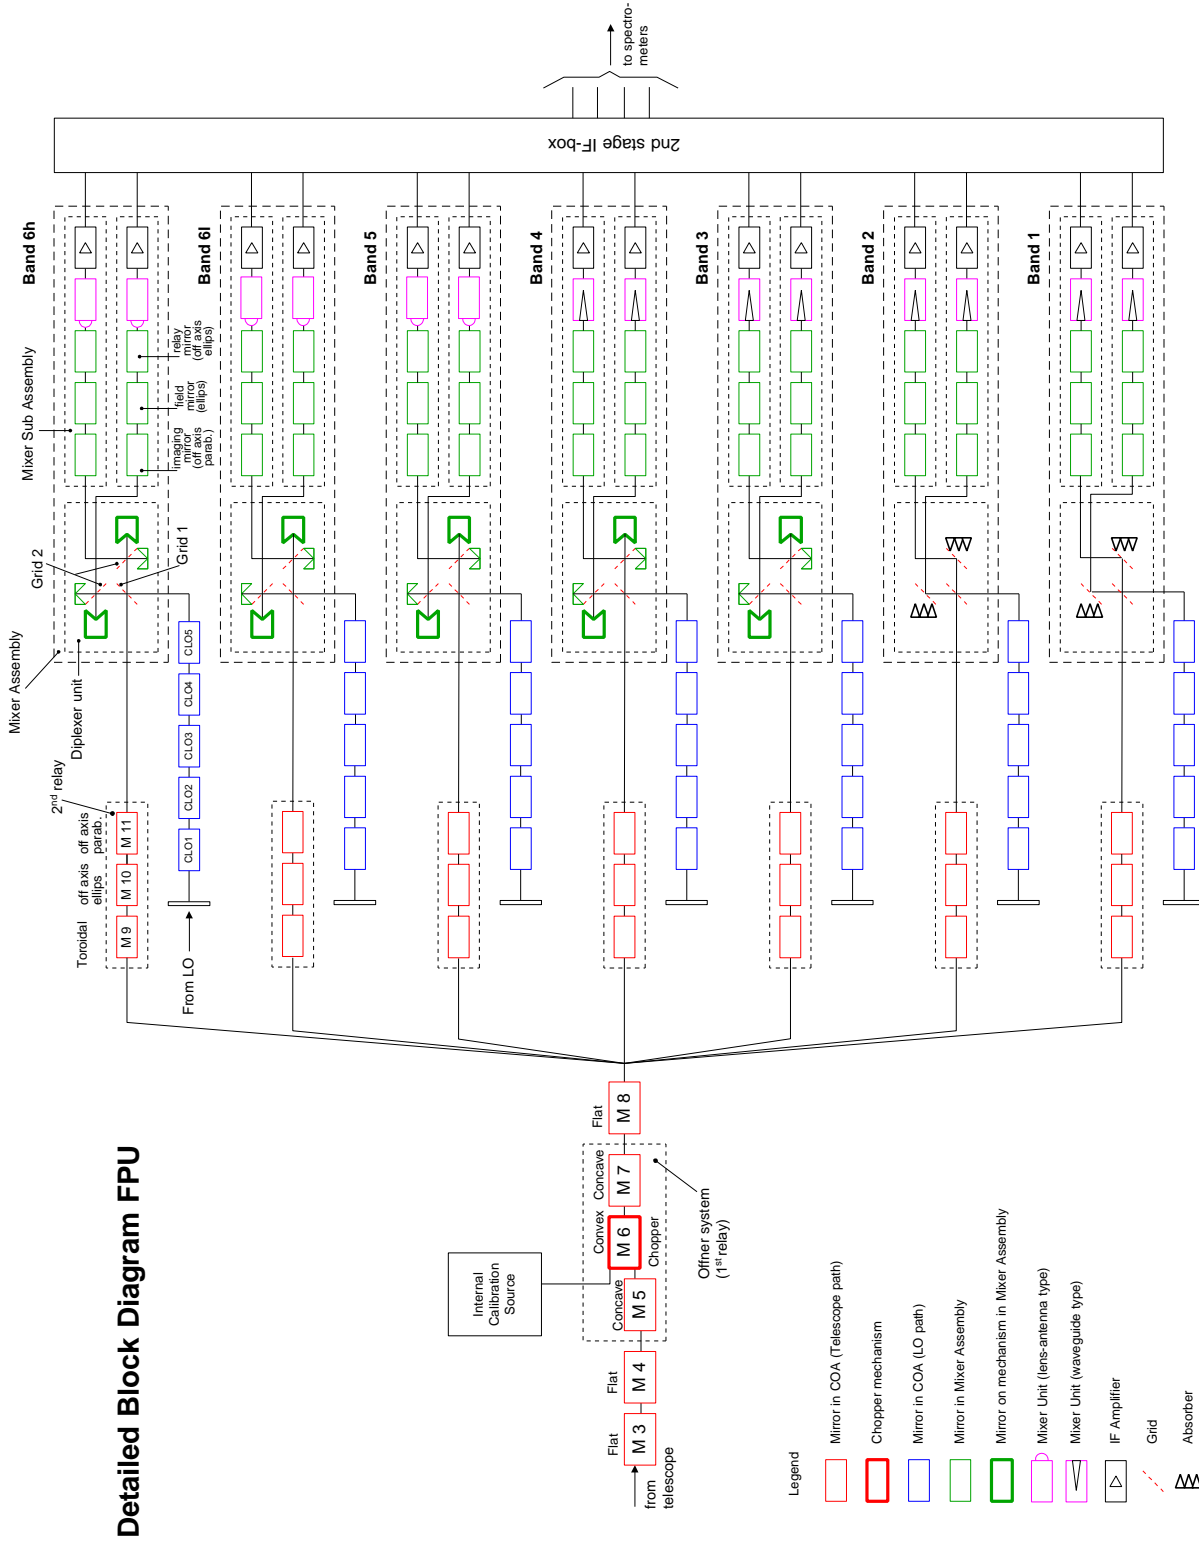 Detailed Block Diagram FPU
from
telescope
Flat
M 3
Flat
M 4
Concave
M 5
Convex
M 6
Chopper
Concave
M 7
Flat
M 8
Internal
Calibration
Source
Offner system
(1st relay)
Toroidal
M 9
off axis
ellips
M 10
off axis
parab.
M 11
2nd relay
From LO
CLO1
CLO2
CLO3
CLO4
CLO5
Mixer Assembly
Diplexer unit
Grid 2
Grid 1
Mixer Sub Assembly
imaging
mirror
(off axis
parab.)
field
mirror
(ellips)
relay
mirror
(off axis
ellips)
Band 6h
Band 6l
Band 5
Band 4
Band 3
Band 2
Band 1
2nd stage IF-box
to spectro-
meters
Legend
Mirror in COA (Telescope path)
Chopper mechanism
Mirror in COA (LO path)
Mirror in Mixer Assembly
Mirror on mechanism in Mixer Assembly
Mixer Unit (lens-antenna type)
Mixer Unit (waveguide type)
IF Amplifier
Grid
Absorber